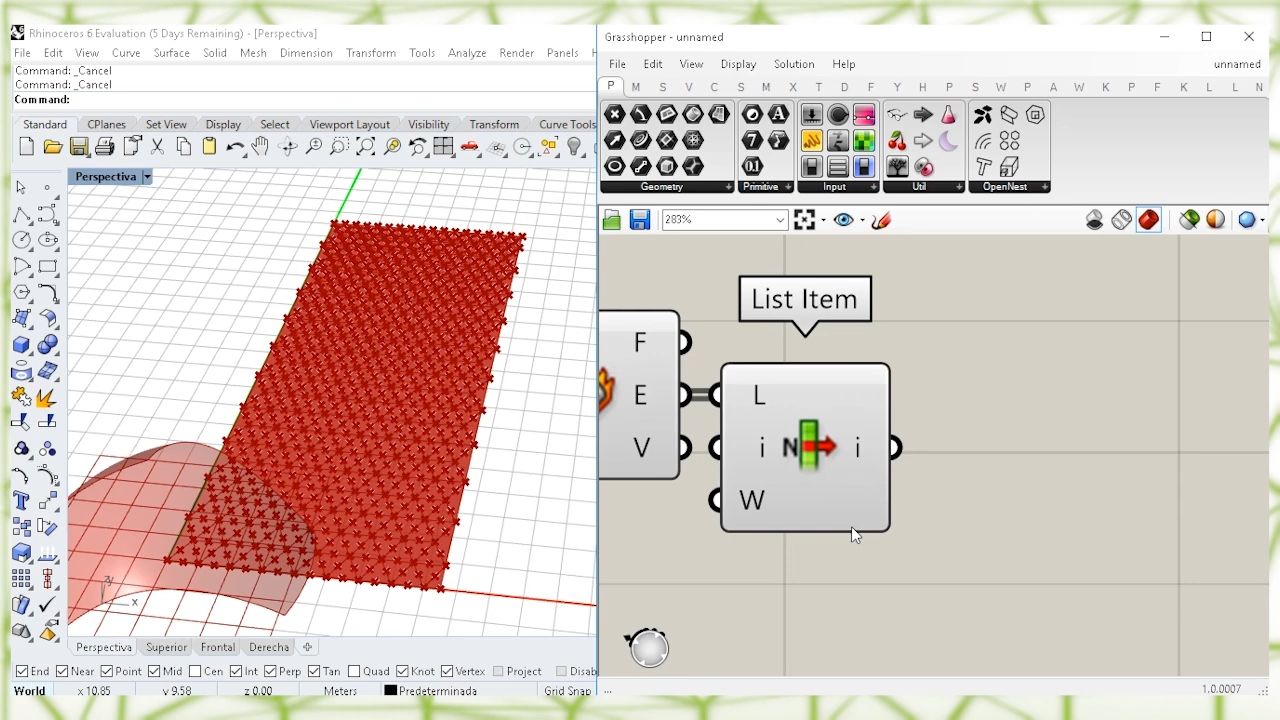 Rhinoceros 6 Evaluation (5 Days Remaining) - [Perspectiva]
File Edit View Curve Surface Solid Mesh Dimension Transform Tools Analyze Render Panels
Command: _Cancel
Command: _Cancel
Command:
Standard CPlanes Set View Display Select Viewport Layout Visibility Transform Curve Tools
Perspectiva
zy
x
Perspectiva Superior Frontal Derecha
End Near Point Mid Cen Int Perp Tan Quad Knot Vertex Project Disab
World x 10.85 y 9.58 z 0.00 Meters Predeterminada Grid Snap
Grasshopper - unnamed
File Edit View Display Solution Help unnamed
P M S V C S M X T D F Y H P A W K P F K L L N
Geometry Primitive Input Util OpenNest
283%
List Item
F
E
V
L
i N i
W
... 1.0.0007